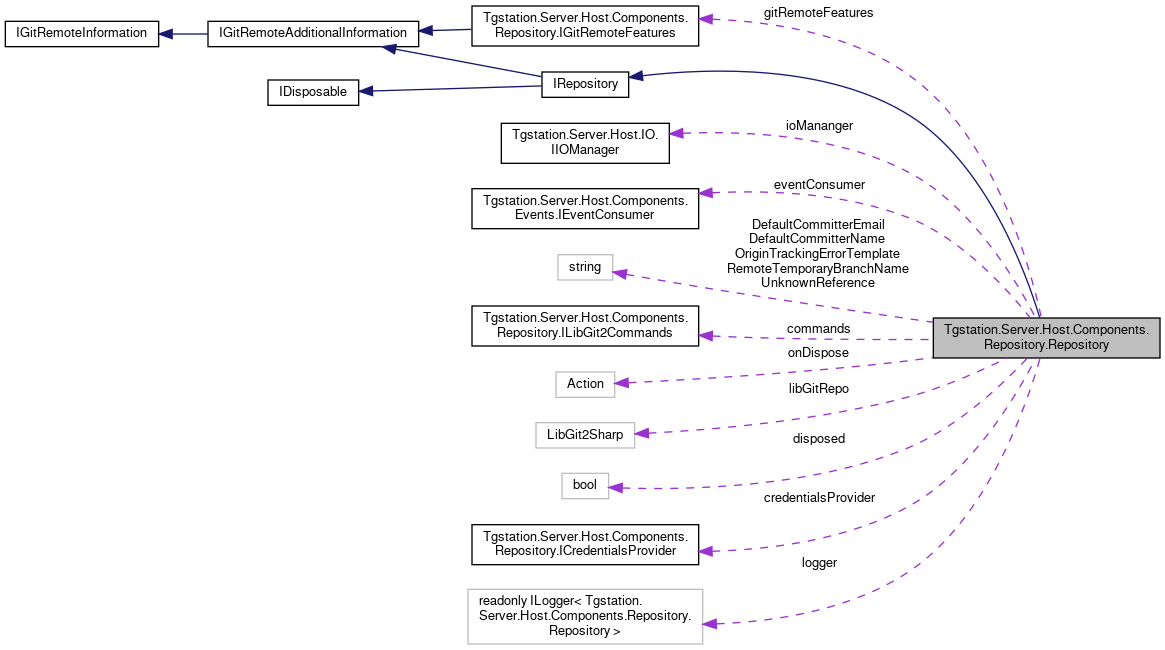 IGitRemoteInformation
IGitRemoteAdditionalInformation
Tgstation.Server.Host.Components.
Repository.IGitRemoteFeatures
gitRemoteFeatures
IDisposable
IRepository
Tgstation.Server.Host.IO.
IIOManager
ioMananger
Tgstation.Server.Host.Components.
Events.IEventConsumer
eventConsumer
string
DefaultCommitterEmail
DefaultCommitterName
OriginTrackingErrorTemplate
RemoteTemporaryBranchName
UnknownReference
Tgstation.Server.Host.Components.
Repository.ILibGit2Commands
commands
Tgstation.Server.Host.Components.
Repository.Repository
Action
onDispose
LibGit2Sharp
libGitRepo
bool
disposed
Tgstation.Server.Host.Components.
Repository.ICredentialsProvider
credentialsProvider
readonly ILogger< Tgstation.
Server.Host.Components.Repository.
Repository >
logger